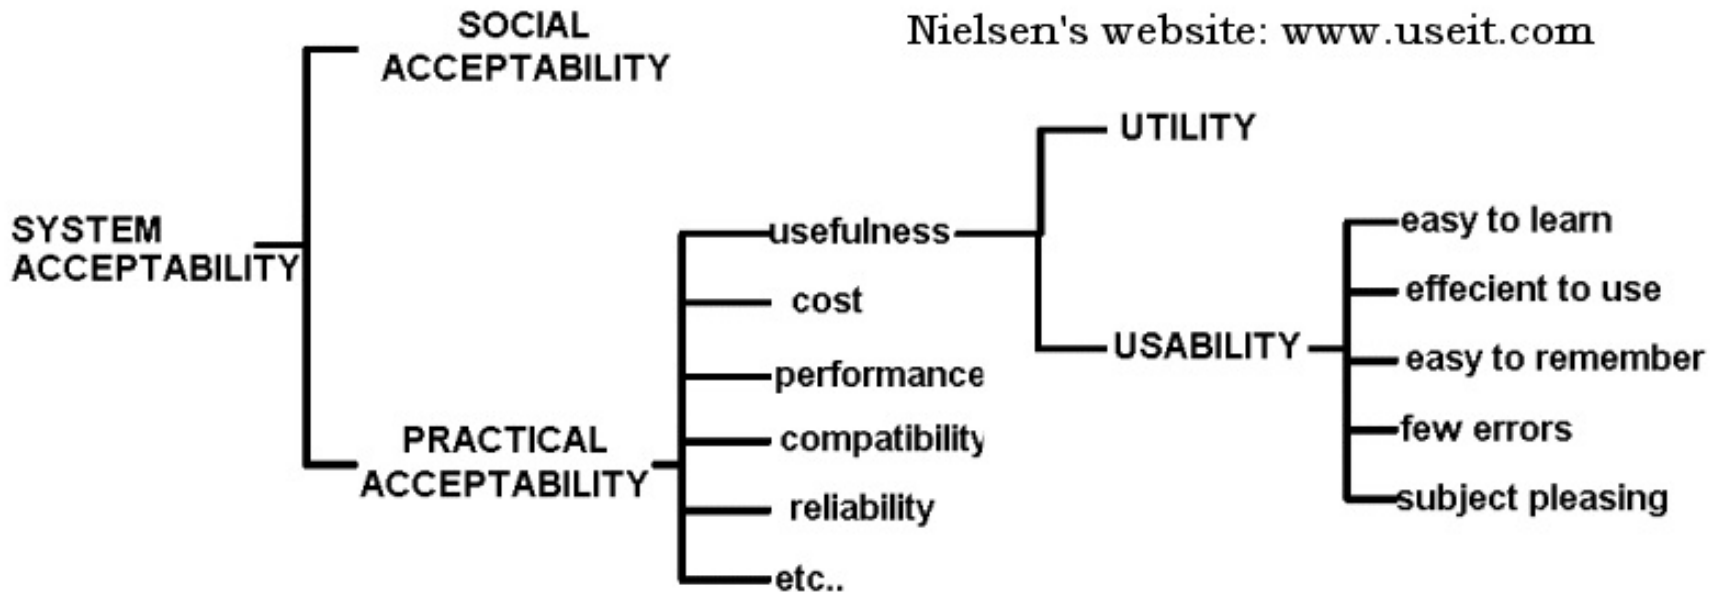 SOCIAL
ACCEPTABILITY
Nielsen's website: www.useit.com
UTILITY
SYSTEM
ACCEPTABILITY
usefulness
easy to learn
cost
effecient to use
USABILITY
performance
easy to remember
PRACTICAL
ACCEPTABILITY
compatibility
few errors
reliability
subject pleasing
etc..